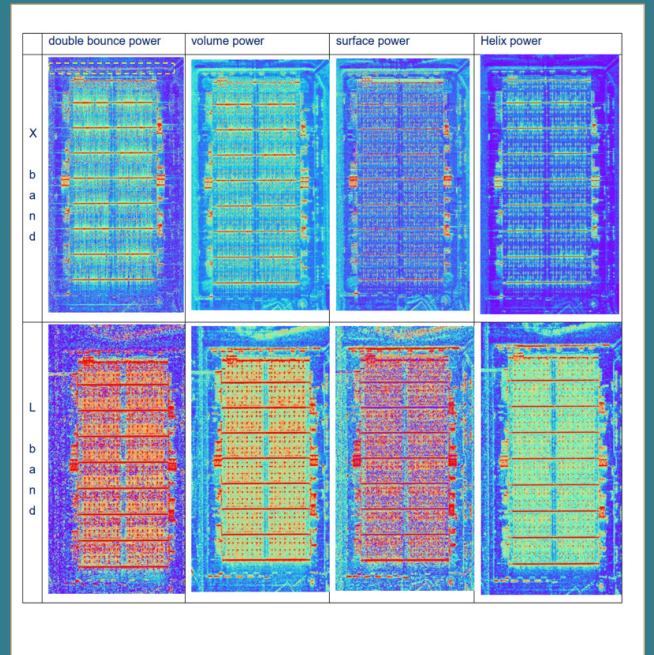 double bounce power
volume power
surface power
Helix power
X
b
a
n
d
L
b
a
n
d